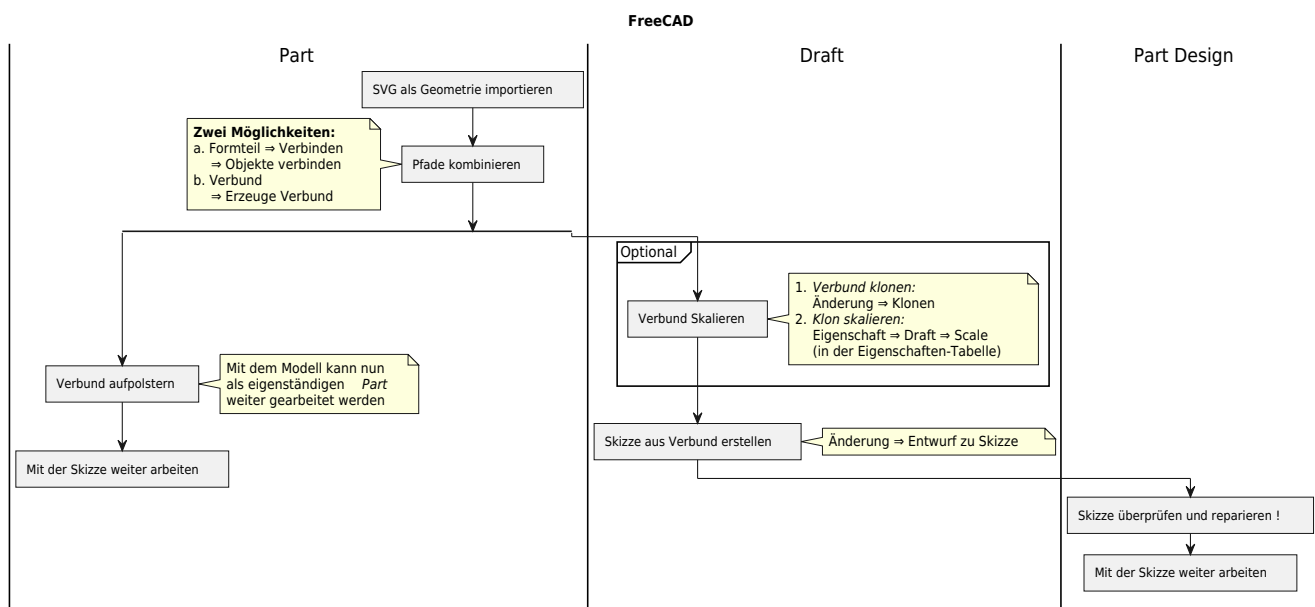 FreeCAD
Part
Draft
Part Design
SVG als Geometrie importieren
Zwei Möglichkeiten:
a. Formteil ⇒ Verbinden
⇒ Objekte verbinden
b. Verbund
⇒ Erzeuge Verbund
Pfade kombinieren
Optional
Verbund Skalieren
1. Verbund klonen:
Änderung ⇒ Klonen
2. Klon skalieren:
Eigenschaft ⇒ Draft ⇒ Scale
(in der Eigenschaften-Tabelle)
Verbund aufpolstern
Mit dem Modell kann nun
als eigenständigen Part
weiter gearbeitet werden
Skizze aus Verbund erstellen
Änderung ⇒ Entwurf zu Skizze
Mit der Skizze weiter arbeiten
Skizze überprüfen und reparieren !
Mit der Skizze weiter arbeiten